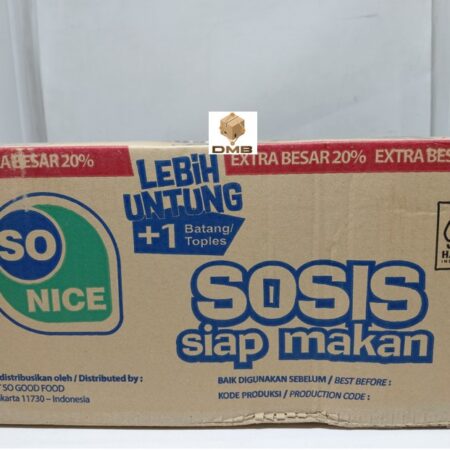 DMB
RA BESAR 20%
EXTRA BESAR 20%
EXTRA BES
LEBIH
UNTUNG
+1 Batang/
Toples
SO
NICE
SOSIS
siap makan
distribusikan oleh / Distributed by :
SO GOOD FOOD
karta 11730 – Indonesia
BAIK DIGUNAKAN SEBELUM / BEST BEFORE :
KODE PRODUKSI / PRODUCTION CODE :